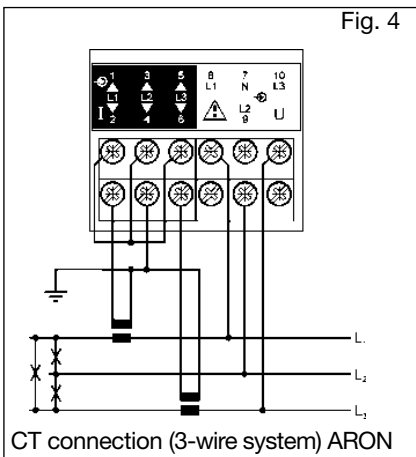 Fig. 4
1 3 5 8 7 10
L1 N L3
L1 L2 L3
I U
2 4 6 L2
9
L1
L2
L3
CT connection (3-wire system) ARON